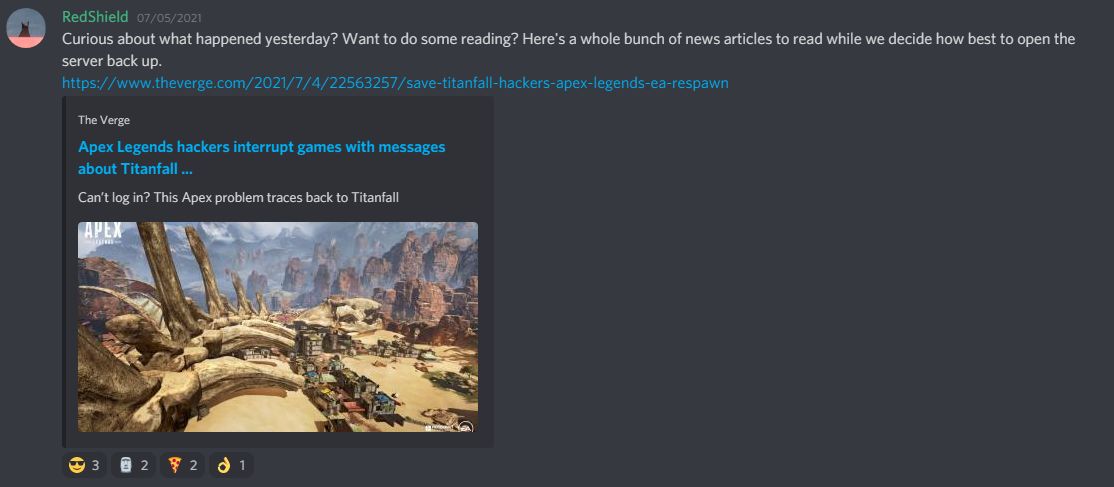 RedShield 07/05/2021
Curious about what happened yesterday? Want to do some reading? Here's a whole bunch of news articles to read while we decide how best to open the
server back up.
https://www.theverge.com/2021/7/4/22563257/save-titanfall-hackers-apex-legends-ea-respawn
The Verge
Apex Legends hackers interrupt games with messages
about Titanfall ...
Can't log in? This Apex problem traces back to Titanfall
APEX
LEGENDS
EA
3 2 2 1